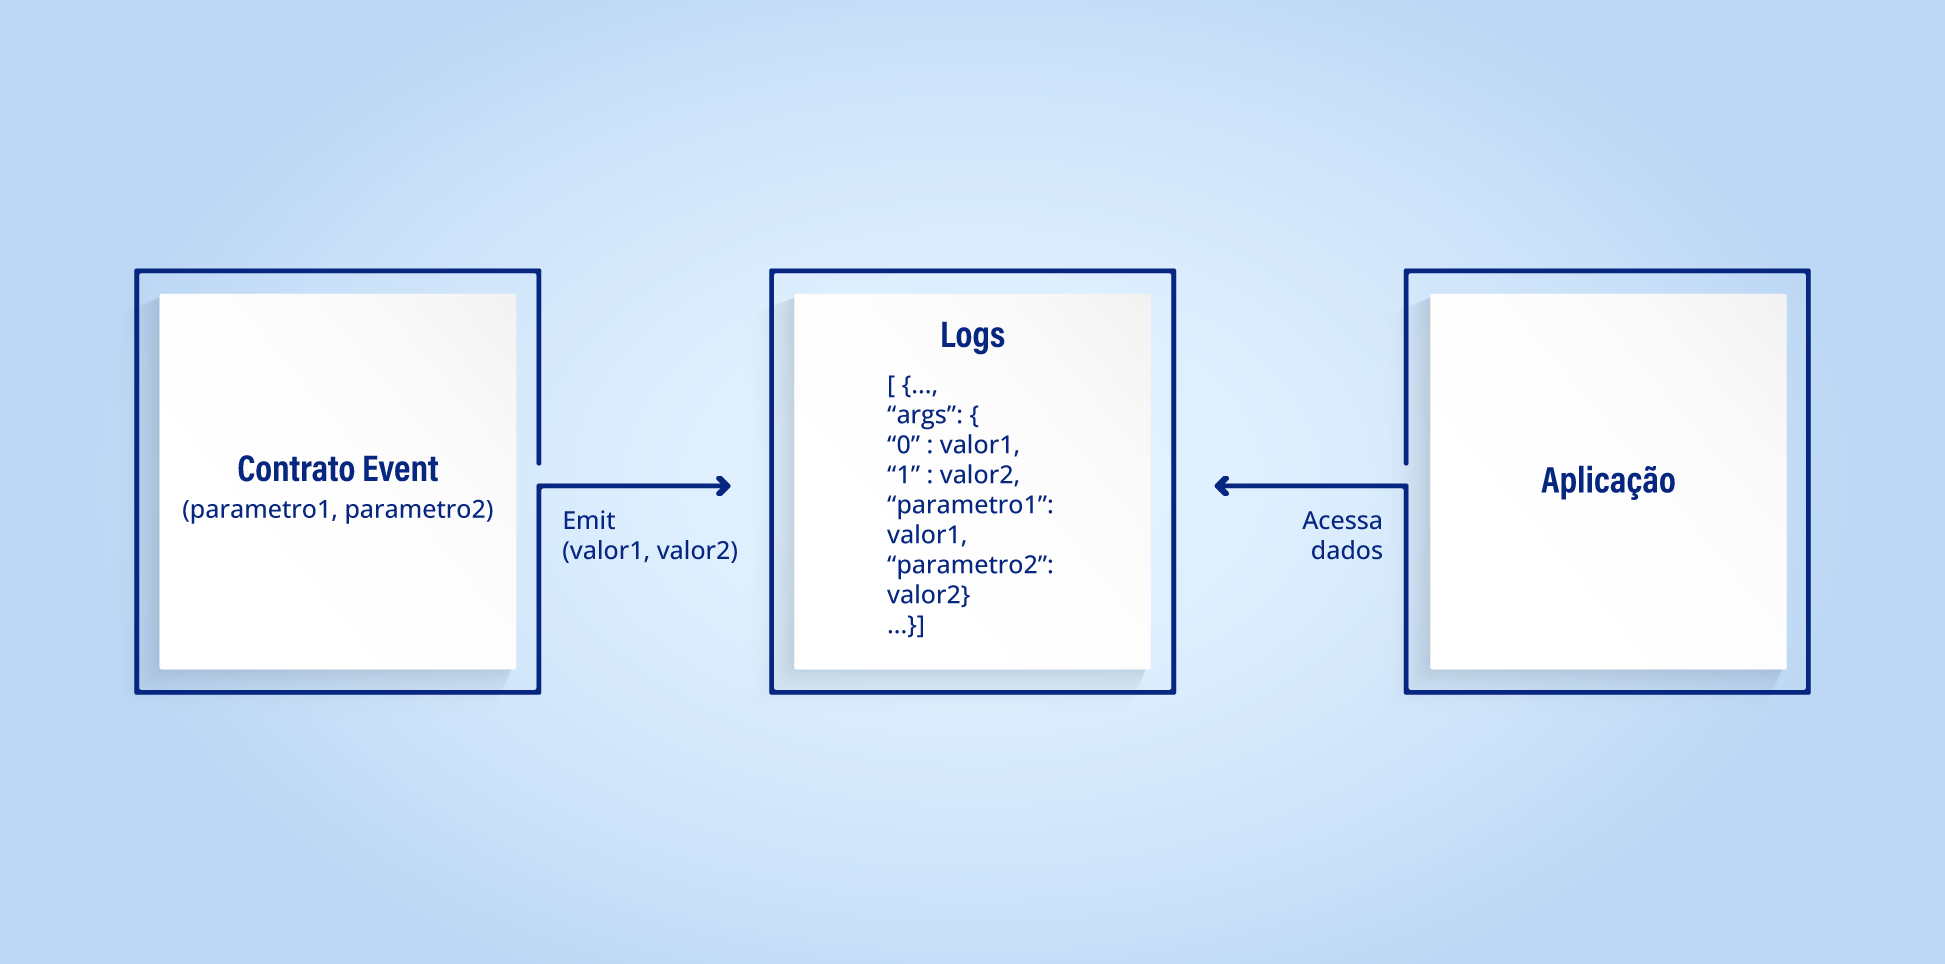 Contrato Event
(parametro1, parametro2)
Emit
(valor1, valor2)
Logs
[ {...,
“args”: {
“0” : valor1,
“1” : valor2,
“parametro1”:
valor1,
“parametro2”:
valor2}
...}]
Acessa
dados
Aplicação